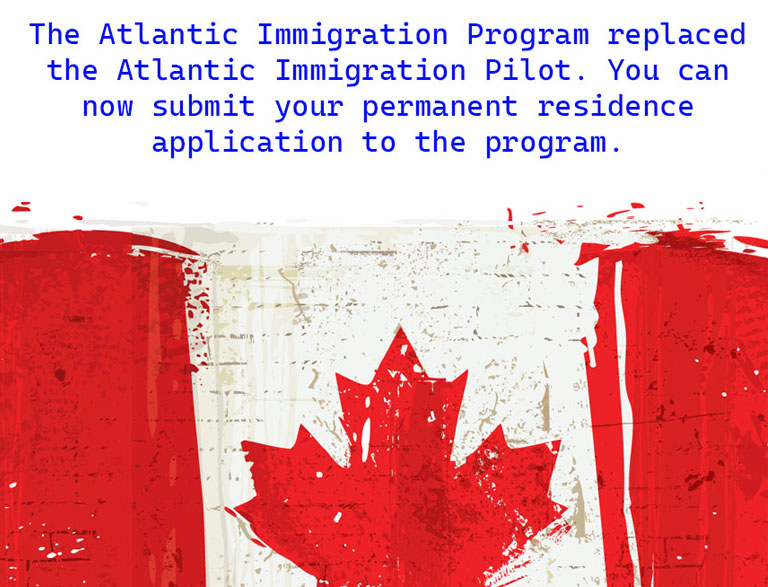 The Atlantic Immigration Program replaced
the Atlantic Immigration Pilot. You can
now submit your permanent residence
application to the program.